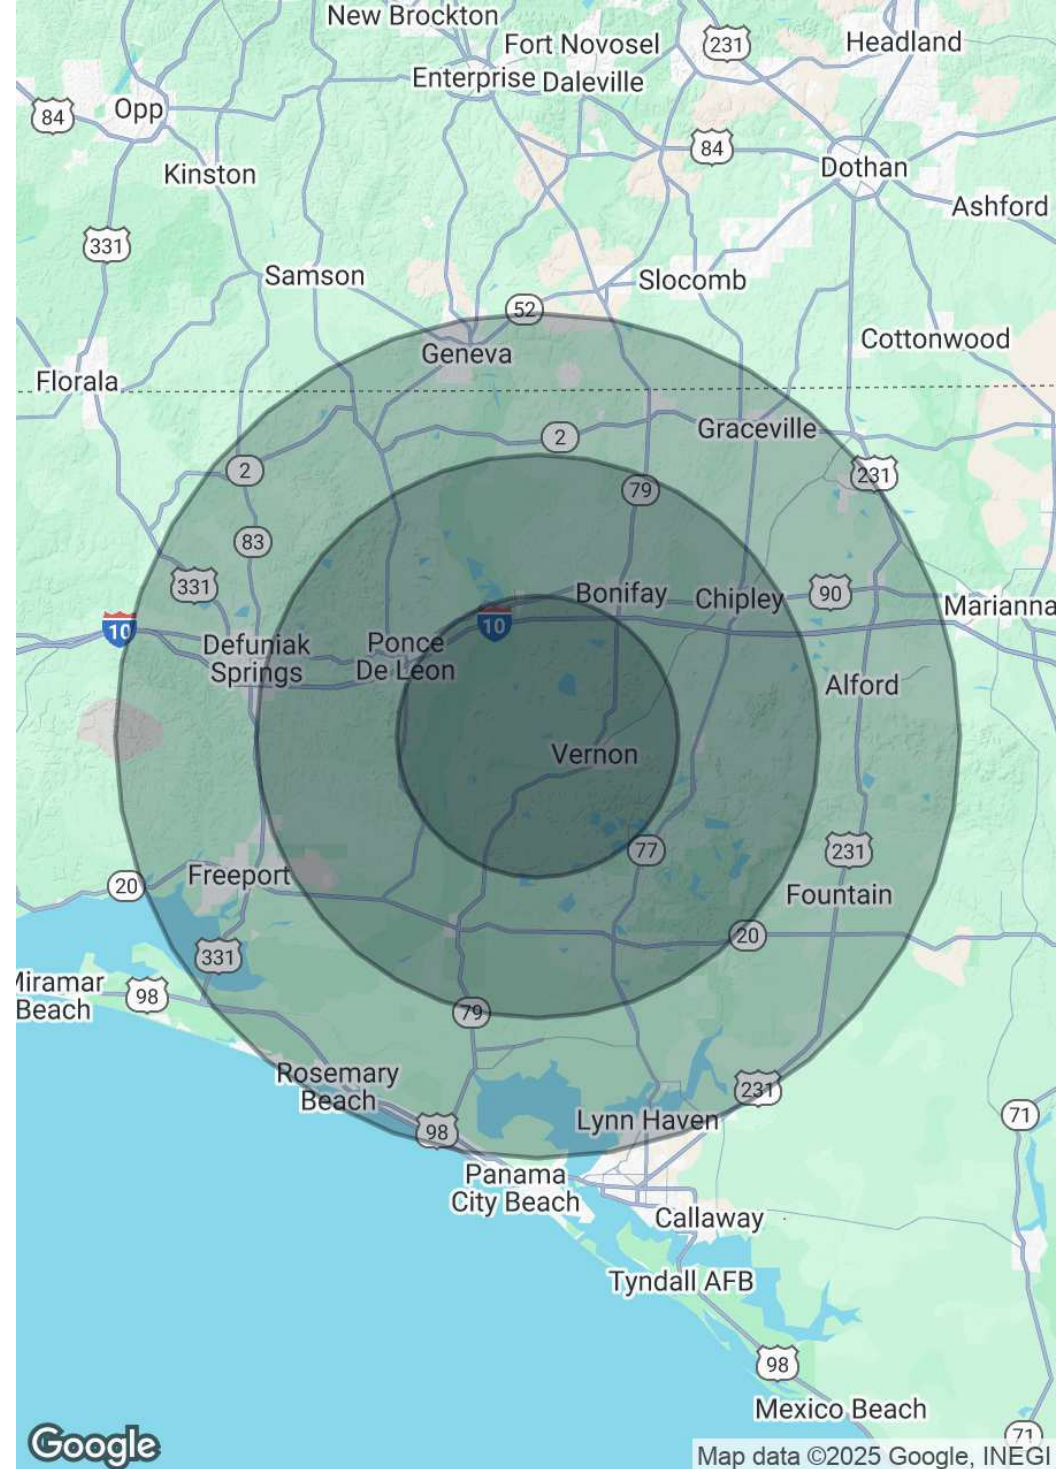 New Brockton
Fort Novosel
231
Headland
Enterprise
Daleville
Opp
84
84
Kinston
Dothan
Ashford
331
Samson
Slocomb
52
Cottonwood
Geneva
Florala
Graceville
2
2
231
79
83
331
Bonifay
Chipley
90
Marianna
10
10
Defuniak
Springs
Ponce
De Leon
Alford
Vernon
77
231
Freeport
20
Fountain
20
331
Miramar
Beach
98
79
Rosemary
Beach
231
71
98
Lynn Haven
Panama
City Beach
Callaway
Tyndall AFB
98
Mexico Beach
71
Google
Map data ©2025 Google, INEGI